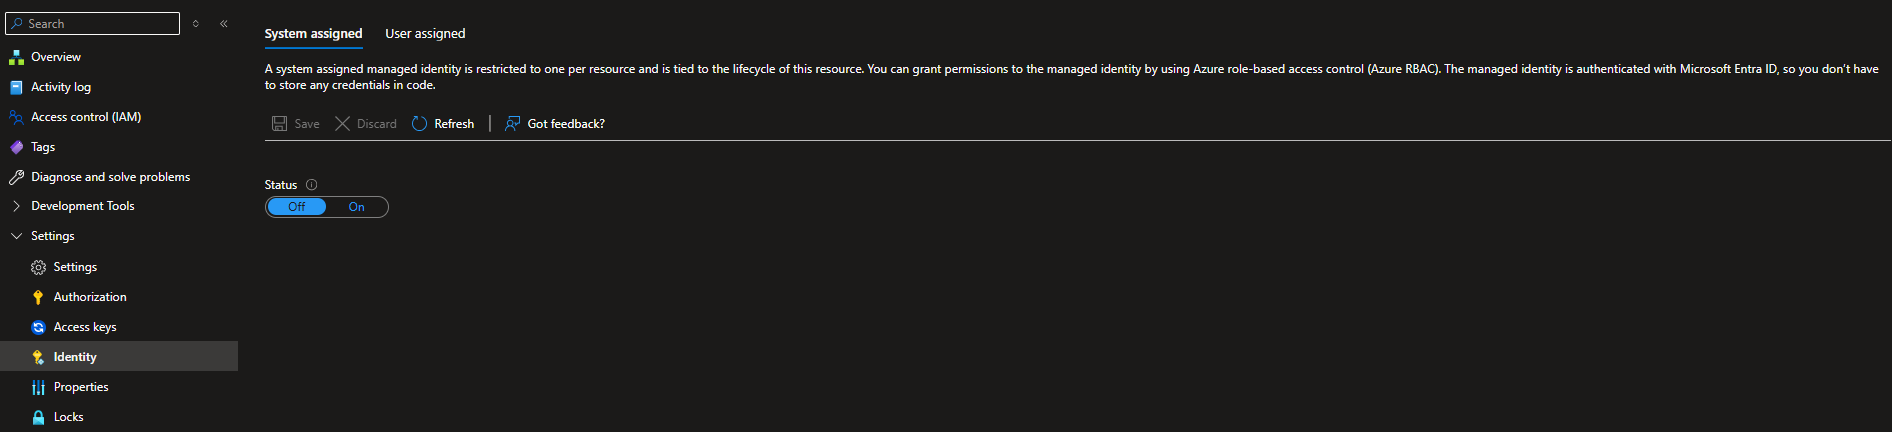 Search
Overview
Activity log
Access control (IAM)
Tags
Diagnose and solve problems
Development Tools
Settings
Settings
Authorization
Access keys
Identity
Properties
Locks
System assigned User assigned
A system assigned managed identity is restricted to one per resource and is tied to the lifecycle of this resource. You can grant permissions to the managed identity by using Azure role-based access control (Azure RBAC). The managed identity is authenticated with Microsoft Entra ID, so you don't have
to store any credentials in code.
Save Discard Refresh Got feedback?
Status
Off On